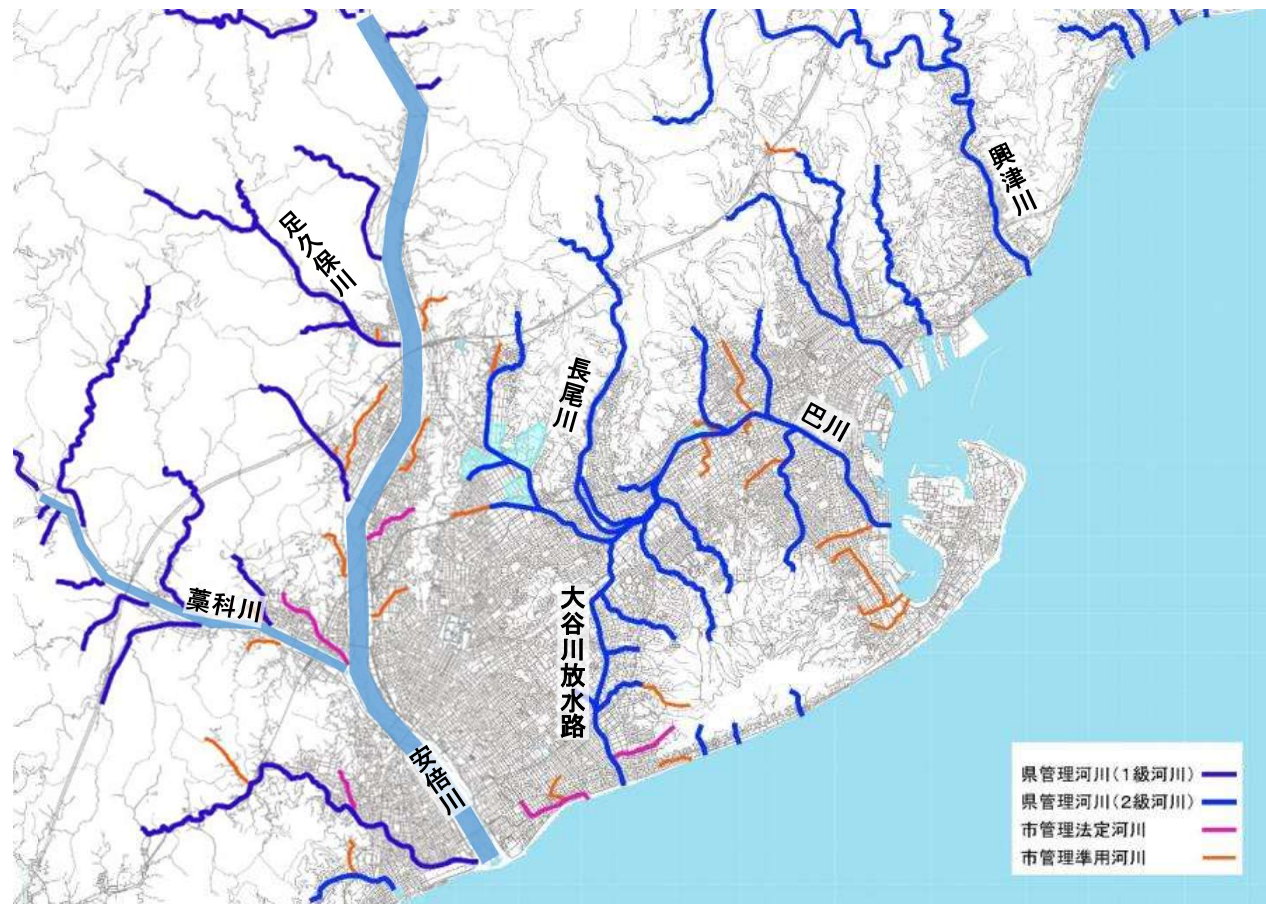 興津川
足久保川
長尾川
巴川
藁科川
大谷川放水路
安倍川
県管理河川(1級河川)
県管理河川(2級河川)
市管理法定河川
市管理準用河川